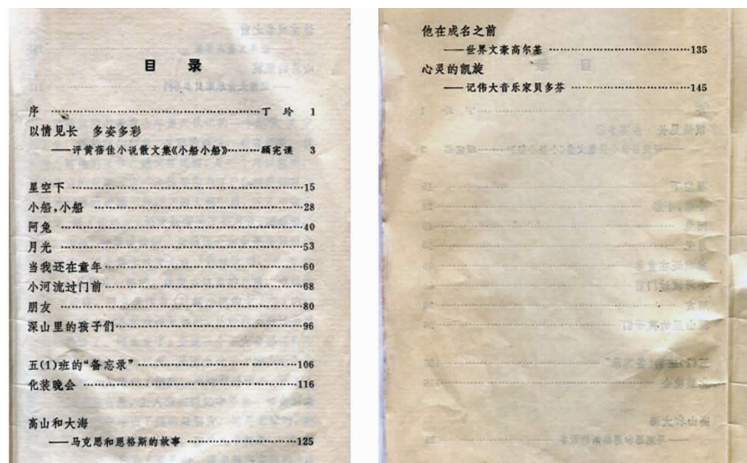 目 录
序 ……………………………… 丁 玲 1
以情见长 多姿多彩
——评黄蓓佳小说散文集《小船小船》……… 顾宪谟 3
星空下 ……………………………… 15
小船,小船 ……………………………… 28
阿兔 ……………………………… 40
月光 ……………………………… 53
当我还在童年 ……………………………… 60
小河流过门前 ……………………………… 68
朋友 ……………………………… 80
深山里的孩子们 ……………………………… 96
五(1)班的“备忘录” ……………………………… 106
化装晚会 ……………………………… 116
高山和大海
——马克思和恩格斯的故事 ……………… 125
他在成名之前
——世界文豪高尔基 ……………… 135
心灵的凯旋
——记伟大音乐家贝多芬 ……………… 145